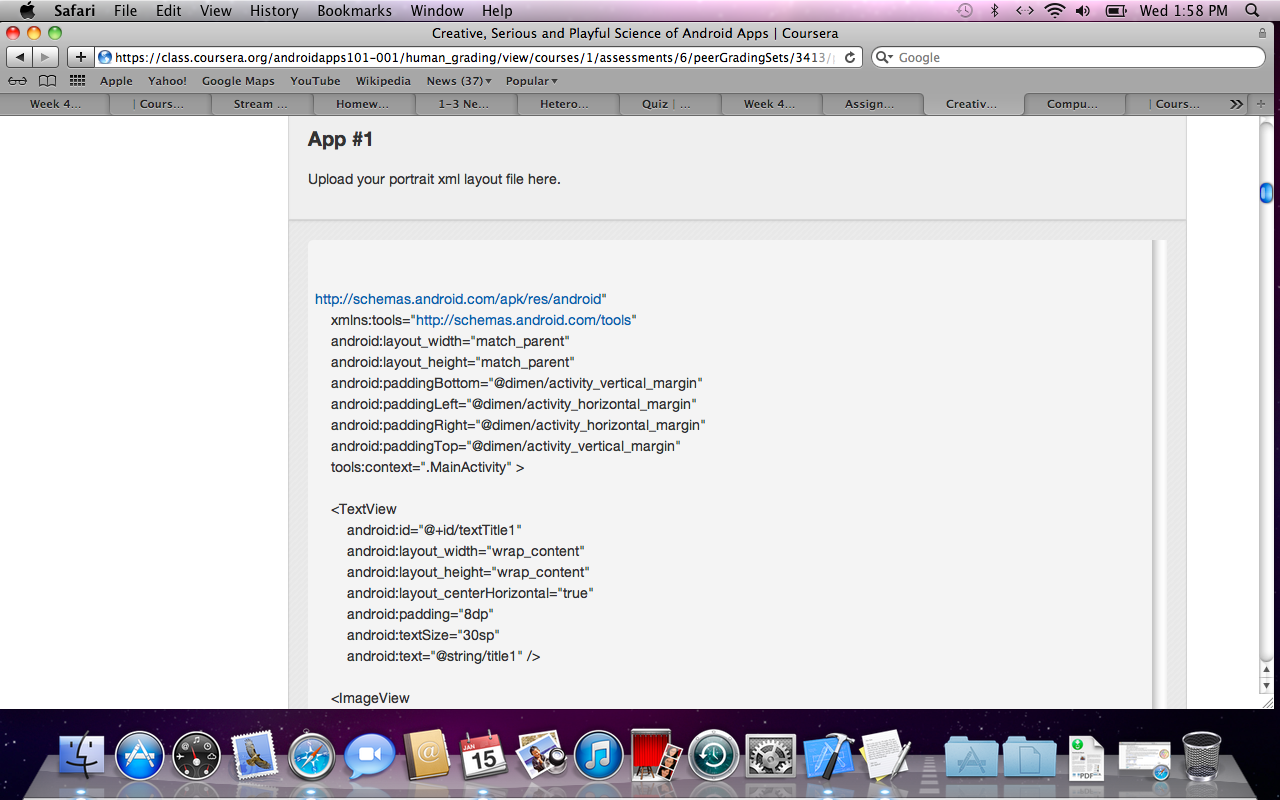 Safari File Edit View History Bookmarks Window Help Wed 1:58 PM
Creative, Serious and Playful Science of Android Apps | Coursera
https://class.coursera.org/androidapps101-001/human_grading/view/courses/1/assessments/6/peerGradingSets/3413/ Google
Apple Yahoo! Google Maps YouTube Wikipedia News (37) Popular
Week 4... | Cours... Stream ... Homew... 1-3 Ne... Hetero... Quiz | ... Week 4... Assign... Creativ... Compu... | Cours...
App #1
Upload your portrait xml layout file here.
http://schemas.android.com/apk/res/android"
xmlns:tools="http://schemas.android.com/tools"
android:layout_width="match_parent"
android:layout_height="match_parent"
android:paddingBottom="@dimen/activity_vertical_margin"
android:paddingLeft="@dimen/activity_horizontal_margin"
android:paddingRight="@dimen/activity_horizontal_margin"
android:paddingTop="@dimen/activity_vertical_margin"
tools:context=".MainActivity" >
<TextView
android:id="@+id/textTitle1"
android:layout_width="wrap_content"
android:layout_height="wrap_content"
android:layout_centerHorizontal="true"
android:padding="8dp"
android:textSize="30sp"
android:text="@string/title1" />
<ImageView
JAN
15
PDF